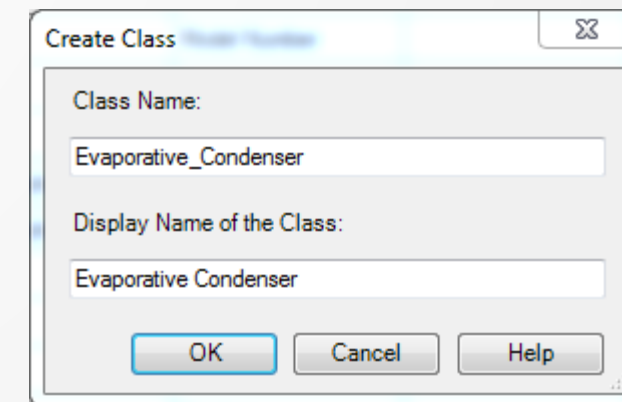 Create Class
Class Name:
Evaporative_Condenser
Display Name of the Class:
Evaporative Condenser
OK Cancel Help